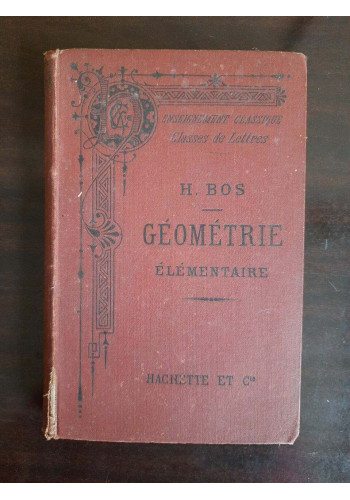 ENSEIGNEMENT CLASSIQUE
Classes de Lettres
H. BOS
GÉOMÉTRIE
ÉLÉMENTAIRE
HACHETTE ET Cie